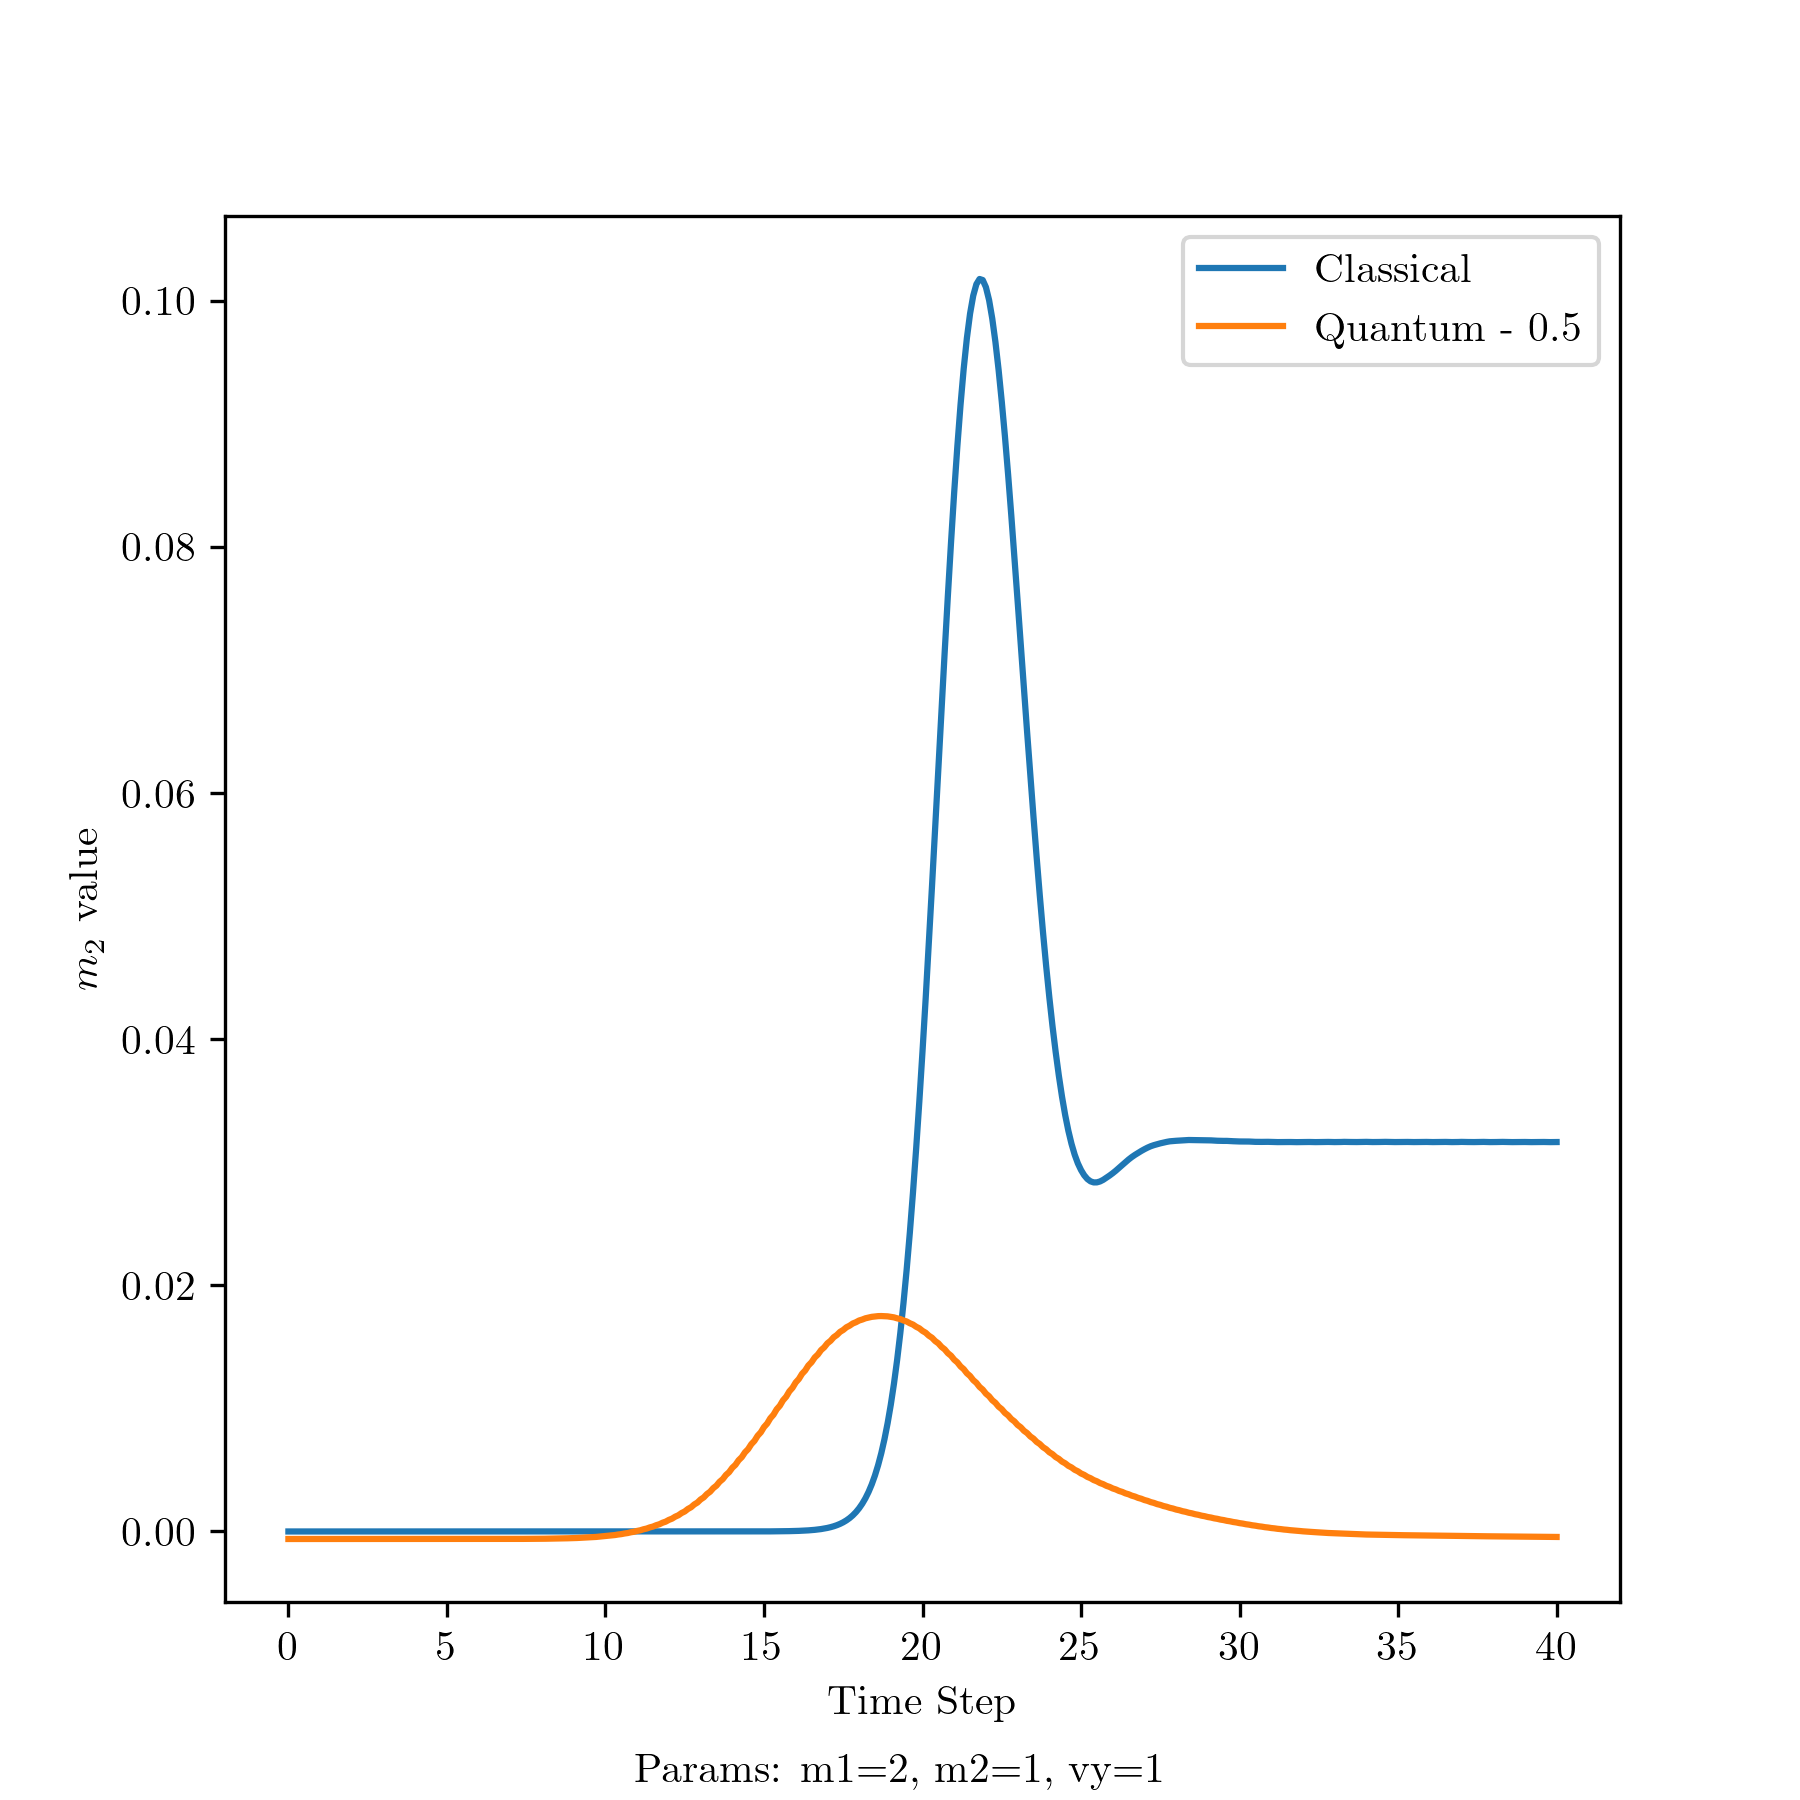 Classical
Quantum - 0.5
0.10
0.08
0.06
0.04
0.02
0.00
m₂ value
0 5 10 15 20 25 30 35 40
Time Step
Params: m1=2, m2=1, vy=1